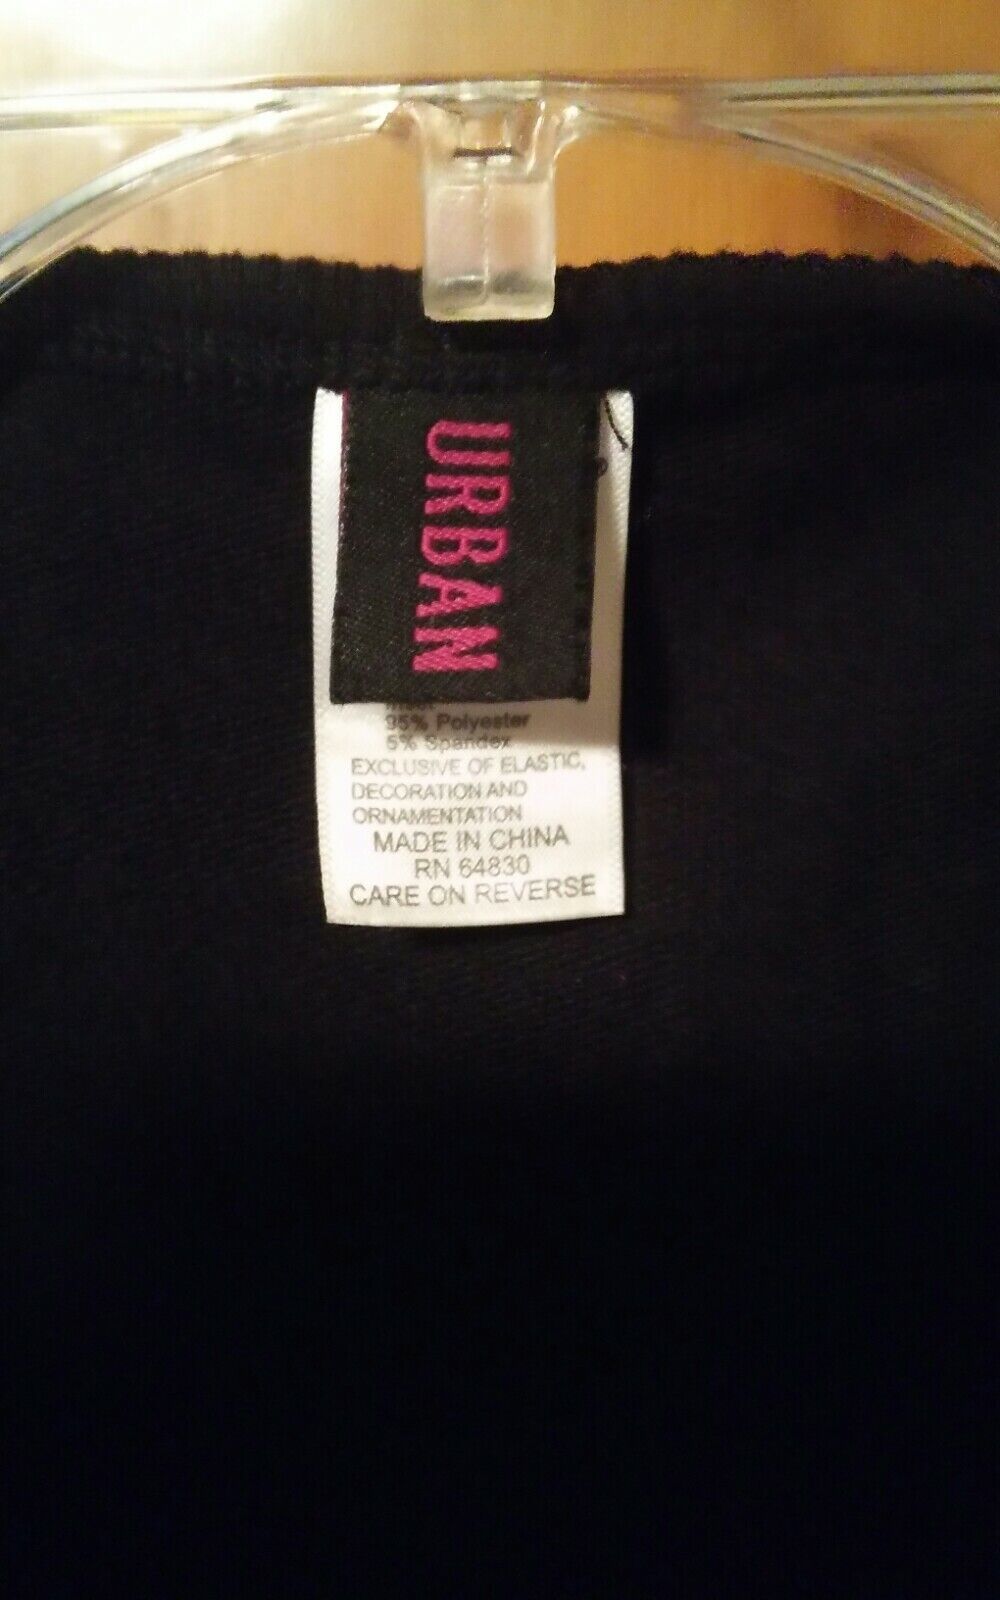 URBAN
95% Polyester
5% Spandex
EXCLUSIVE OF ELASTIC,
DECORATION AND
ORNAMENTATION
MADE IN CHINA
RN 64830
CARE ON REVERSE